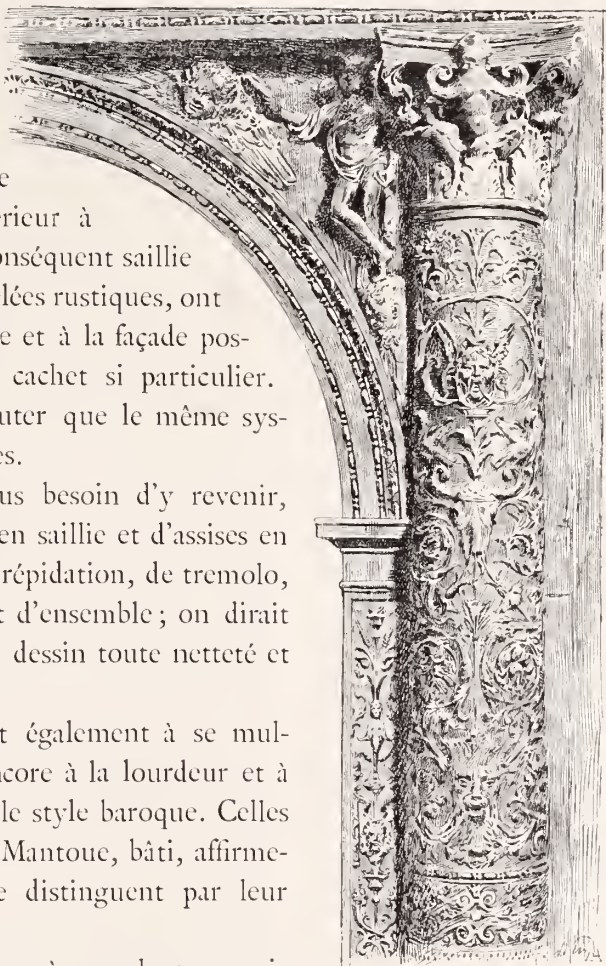 e
érieur à
onséquent saillie
lées rustiques, ont
e et à la façade pos-
cachet si particulier.
uter que le même sys-
es.
us besoin d'y revenir,
en saillie et d'assises en
répidation, de tremolo,
t d'ensemble; on dirait
dessin toute netteté et
t également à se mul-
core à la lourdeur et à
le style baroque. Celles
Mantoue, bâti, affirme-
e distinguent par leur